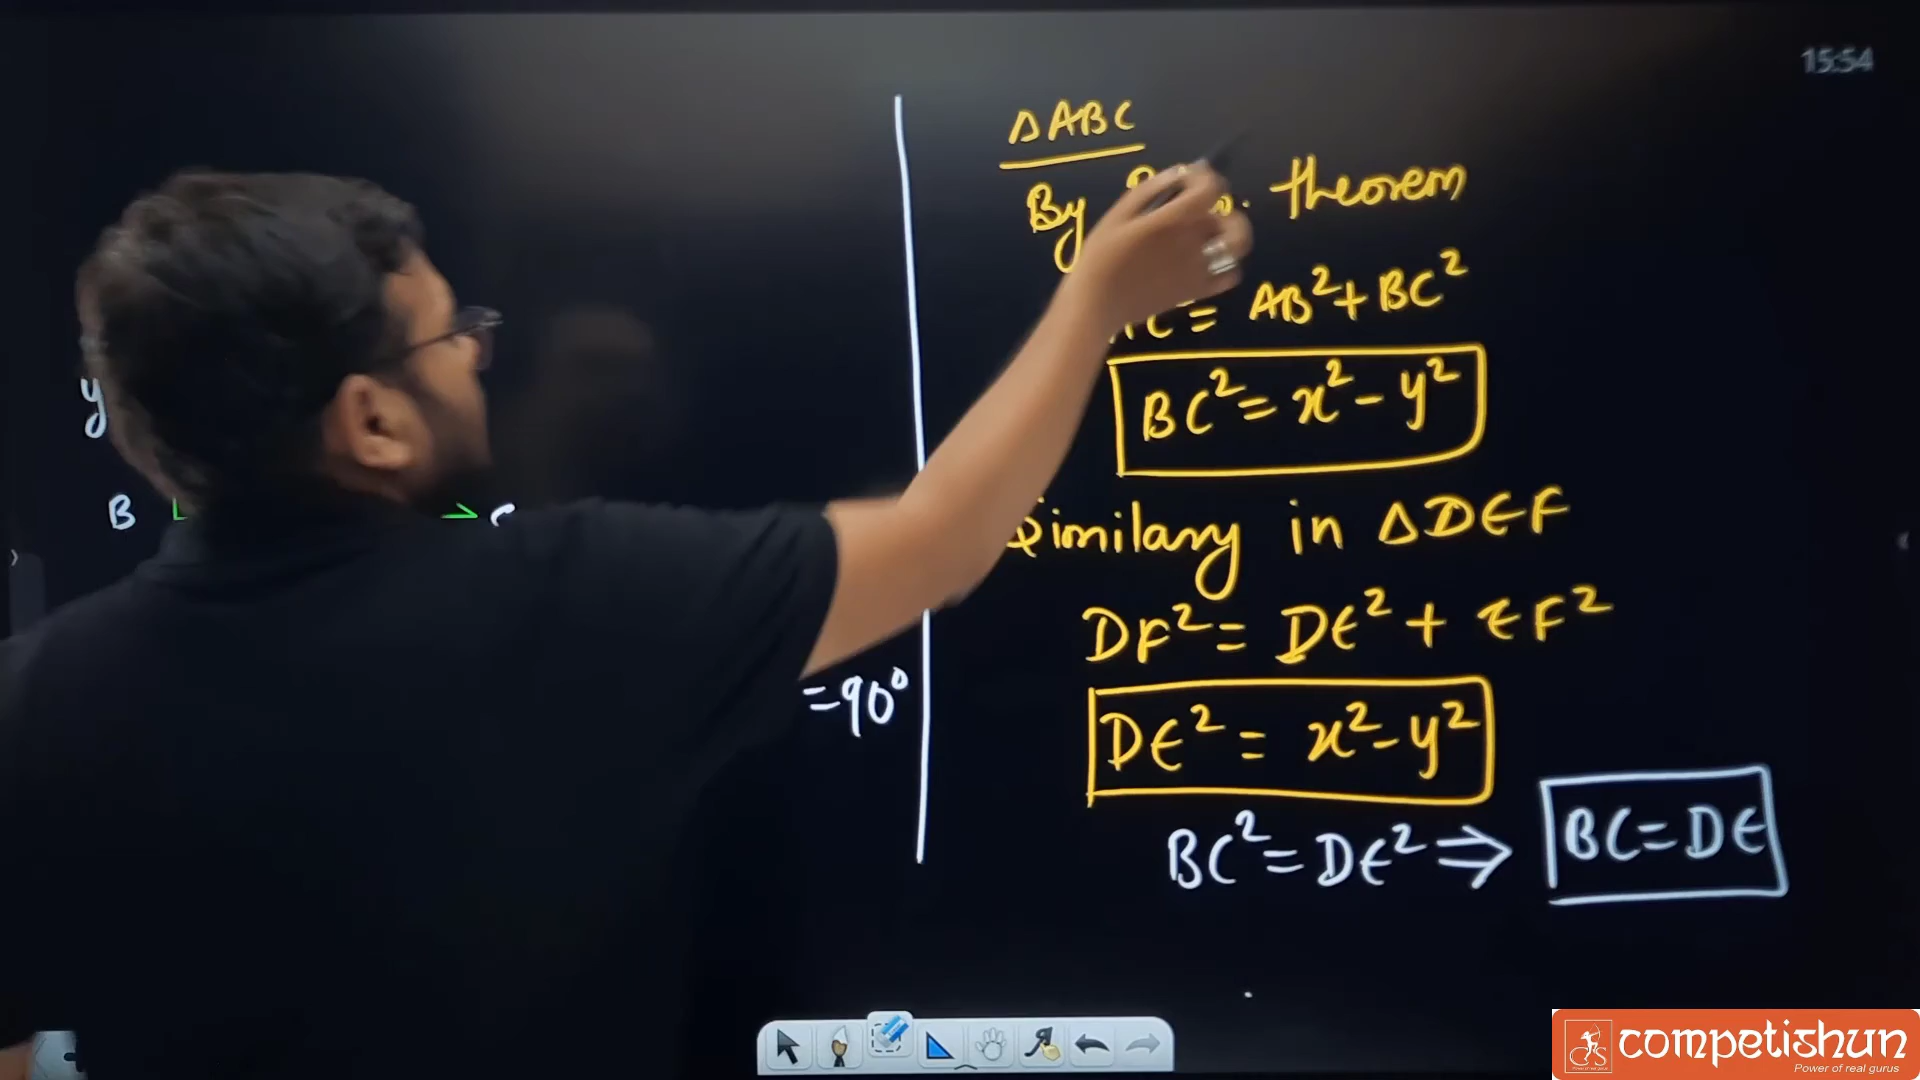 15:54
ΔABC
By theorem
= AB²+BC²
BC²= x²-y²
Similary in ΔDEF
DF²= DE²+ EF²
DE² = x²-y²
BC²= DE² ⇒ BC=DE
y
B
=90°
competishun
Power of real gurus